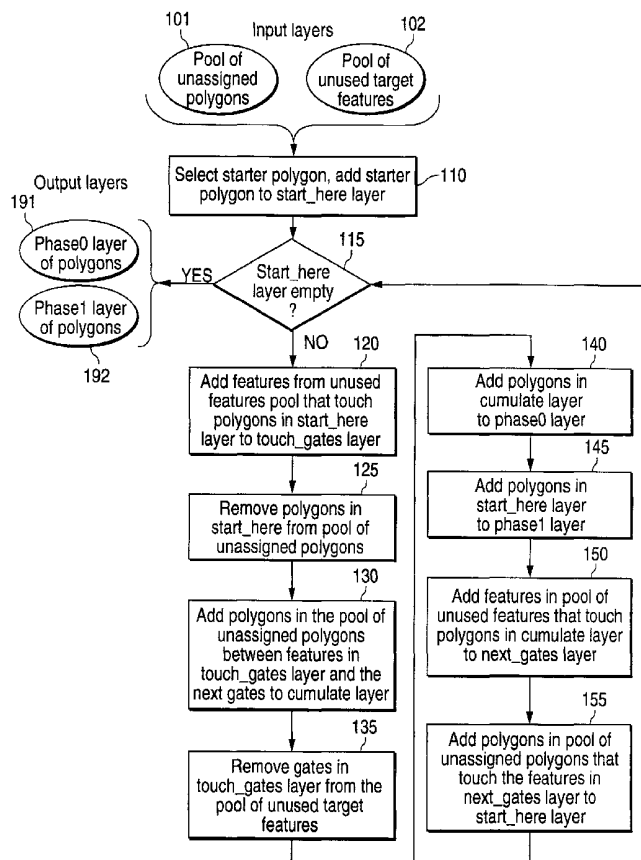 101
Input layers
102
Pool of
unassigned
polygons
Pool of
unused target
features
Select starter polygon, add starter
polygon to start_here layer
110
Output layers
191
Phase0 layer
of polygons
Phase1 layer
of polygons
192
115
YES
Start_here
layer empty
?
NO
120
Add features from unused
features pool that touch
polygons in start_here
layer to touch_gates layer
125
Remove polygons in
start_here from pool of
unassigned polygons
130
Add polygons in the pool of
unassigned polygons
between features in
touch_gates layer and the
next gates to cumulate layer
135
Remove gates in
touch_gates layer from the
pool of unused target
features
140
Add polygons in
cumulate layer
to phase0 layer
145
Add polygons in
start_here layer
to phase1 layer
150
Add features in pool of
unused features that touch
polygons in cumulate layer
to next_gates layer
155
Add polygons in pool of
unassigned polygons that
touch the features in
next_gates layer to
start_here layer